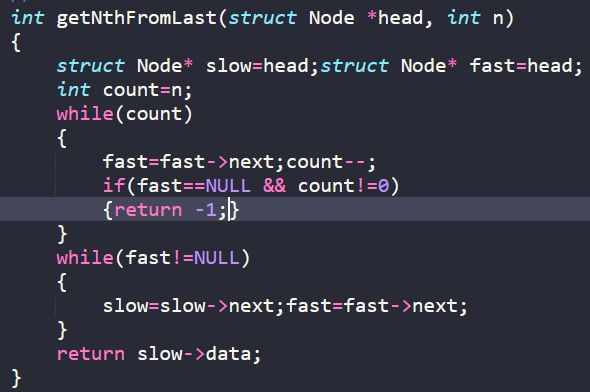 int getNthFromLast(struct Node *head, int n)
{
    struct Node* slow=head;struct Node* fast=head;
    int count=n;
    while(count)
    {
        fast=fast->next;count--;
        if(fast==NULL && count!=0)
        {return -1;}
    }
    while(fast!=NULL)
    {
        slow=slow->next;fast=fast->next;
    }
    return slow->data;
}